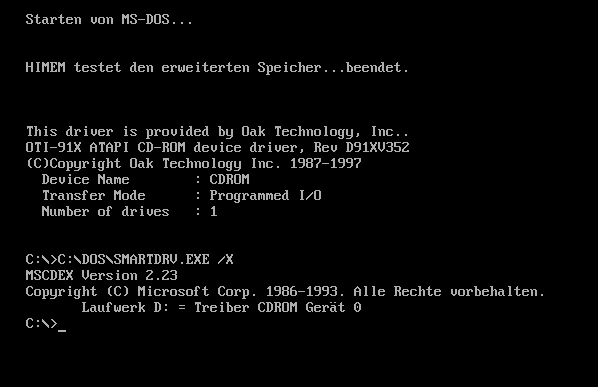 Starten von MS-DOS...
HIMEM testet den erweiterten Speicher...beendet.
This driver is provided by Oak Technology, Inc..
OTI-91X ATAPI CD-ROM device driver, Rev D91XV352
(C)Copyright Oak Technology Inc. 1987-1997
Device Name : CDROM
Transfer Mode : Programmed I/O
Number of drives : 1
C:\>C:\DOS\SMARTDRV.EXE /X
MSCDEX Version 2.23
Copyright (C) Microsoft Corp. 1986-1993. Alle Rechte vorbehalten.
Laufwerk D: = Treiber CDROM Gerät 0
C:\>_